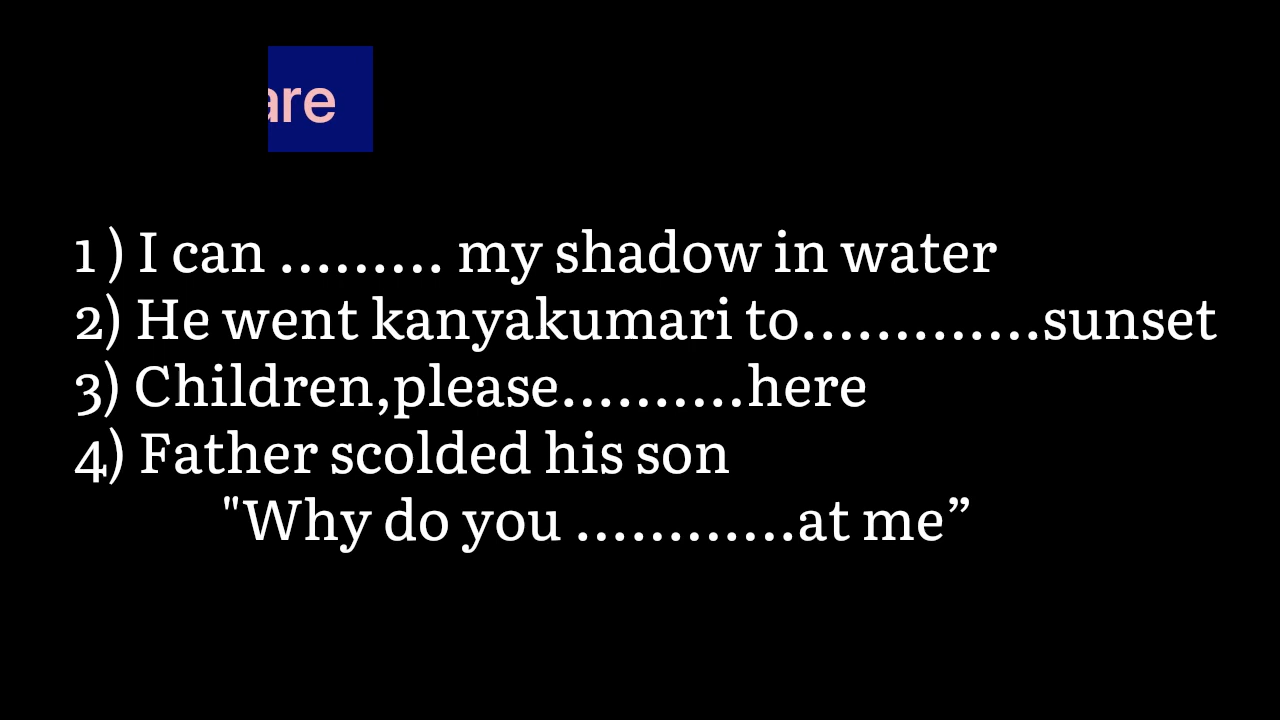 are
1 ) I can ......... my shadow in water
2) He went kanyakumari to.............sunset
3) Children,please..........here
4) Father scolded his son
"Why do you ............at me”